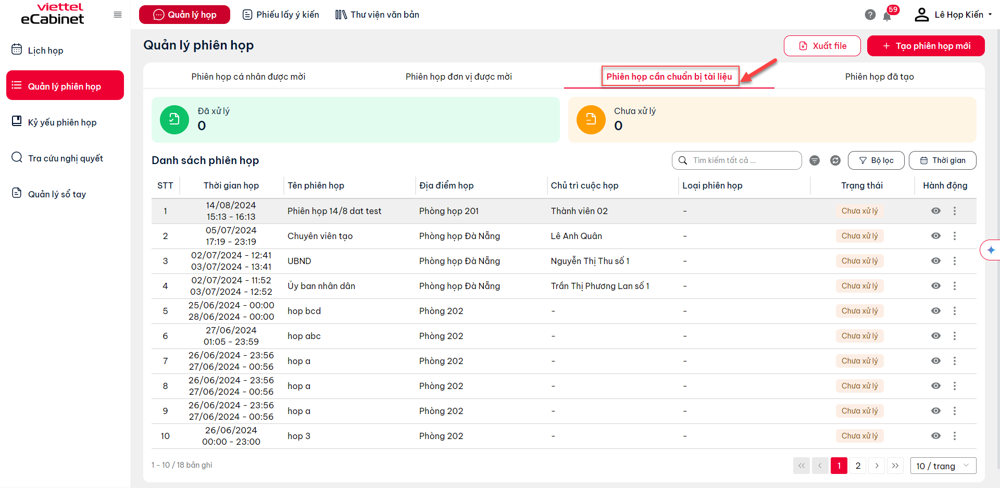 viettel
eCabinet
Quản lý họp
Phiếu lấy ý kiến
Thư viện văn bản
?
59
Lê Họp Kiến
Lịch họp
Quản lý phiên họp
Kỷ yếu phiên họp
Tra cứu nghị quyết
Quản lý sổ tay
Quản lý phiên họp
Xuất file
+ Tạo phiên họp mới
Phiên họp cá nhân được mời
Phiên họp đơn vị được mời
Phiên họp cần chuẩn bị tài liệu
Phiên họp đã tạo
Đã xử lý
0
Chưa xử lý
0
Danh sách phiên họp
Tìm kiếm tất cả ...
Bộ lọc
Thời gian
STT Thời gian họp Tên phiên họp Địa điểm họp Chủ trì cuộc họp Loại phiên họp Trạng thái Hành động
1 14/08/2024 15:13 - 16:13 Phiên họp 14/8 dat test Phòng họp 201 Thành viên 02 - Chưa xử lý
2 05/07/2024 17:19 - 23:19 Chuyên viên tạo Phòng họp Đà Nẵng Lê Anh Quân - Chưa xử lý
3 02/07/2024 - 12:41 03/07/2024 - 13:41 UBND Phòng họp Đà Nẵng Nguyễn Thị Thu số 1 - Chưa xử lý
4 02/07/2024 - 11:52 03/07/2024 - 12:52 Ủy ban nhân dân Phòng họp Đà Nẵng Trần Thị Phương Lan số 1 - Chưa xử lý
5 25/06/2024 - 00:00 28/06/2024 - 00:00 hop bcd Phòng 202 - - Chưa xử lý
6 27/06/2024 01:05 - 23:59 hop abc Phòng 202 - - Chưa xử lý
7 26/06/2024 - 23:56 27/06/2024 - 00:56 hop a Phòng 202 - - Chưa xử lý
8 26/06/2024 - 23:56 27/06/2024 - 00:56 hop a Phòng 202 - - Chưa xử lý
9 26/06/2024 - 23:56 27/06/2024 - 00:56 hop a Phòng 202 - - Chưa xử lý
10 26/06/2024 00:00 - 23:00 hop 3 Phòng 202 - - Chưa xử lý
1 - 10 / 18 bản ghi
<< < 1 2 > >> 10 / trang